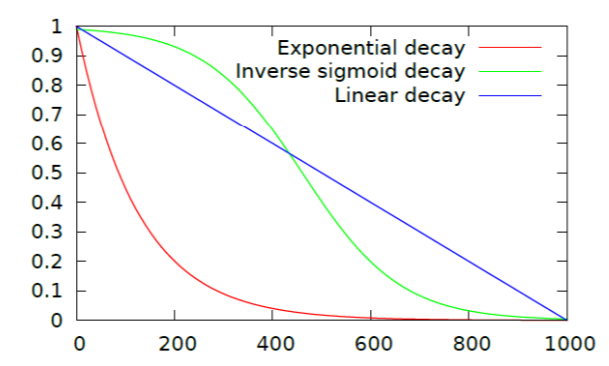 1
0.9
0.8
0.7
0.6
0.5
0.4
0.3
0.2
0.1
0
Exponential decay
Inverse sigmoid decay
Linear decay
0 200 400 600 800 1000